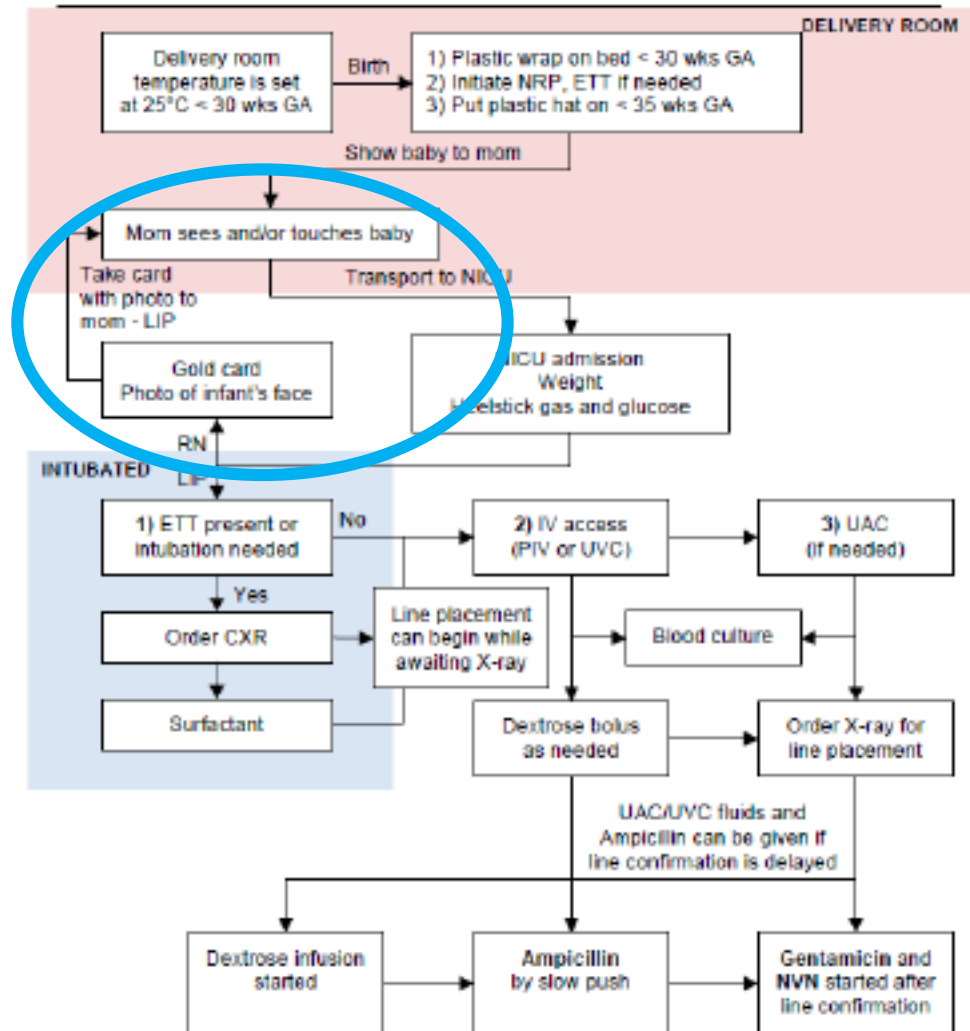 DELIVERY ROOM
Delivery room
temperature is set
at 25°C < 30 wks GA
Birth
1) Plastic wrap on bed < 30 wks GA
2) Initiate NRP, ETT if needed
3) Put plastic hat on < 35 wks GA
Show baby to mom
Mom sees and/or touches baby
Take card
with photo to
mom - LIP
Transport to NICU
Gold card
Photo of infant's face
NICU admission
Weight
Heelstick gas and glucose
RN
INTUBATED
LIP
1) ETT present or
intubation needed
No
2) IV access
(PIV or UVC)
3) UAC
(if needed)
Yes
Order CXR
Line placement
can begin while
awaiting X-ray
Blood culture
Surfactant
Dextrose bolus
as needed
Order X-ray for
line placement
UAC/UVC fluids and
Ampicillin can be given if
line confirmation is delayed
Dextrose infusion
started
Ampicillin
by slow push
Gentamicin and
NVN started after
line confirmation